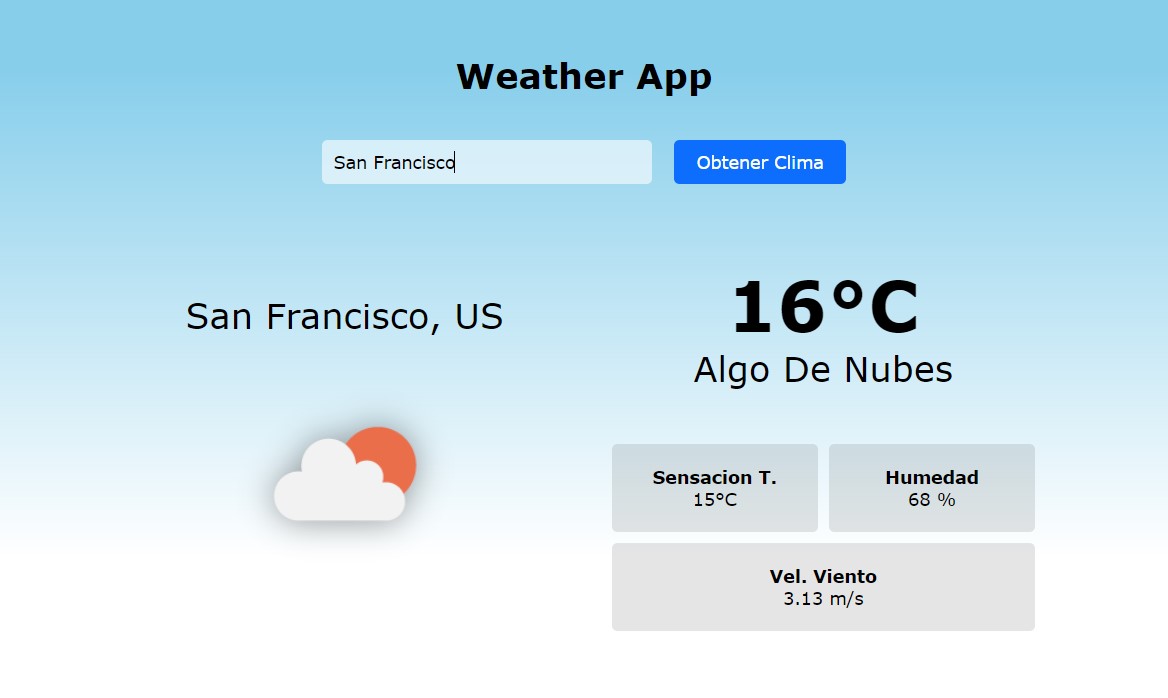 Weather App
San Francisco
Obtener Clima
San Francisco, US
16°C
Algo De Nubes
Sensacion T.
15°C
Humedad
68 %
Vel. Viento
3.13 m/s